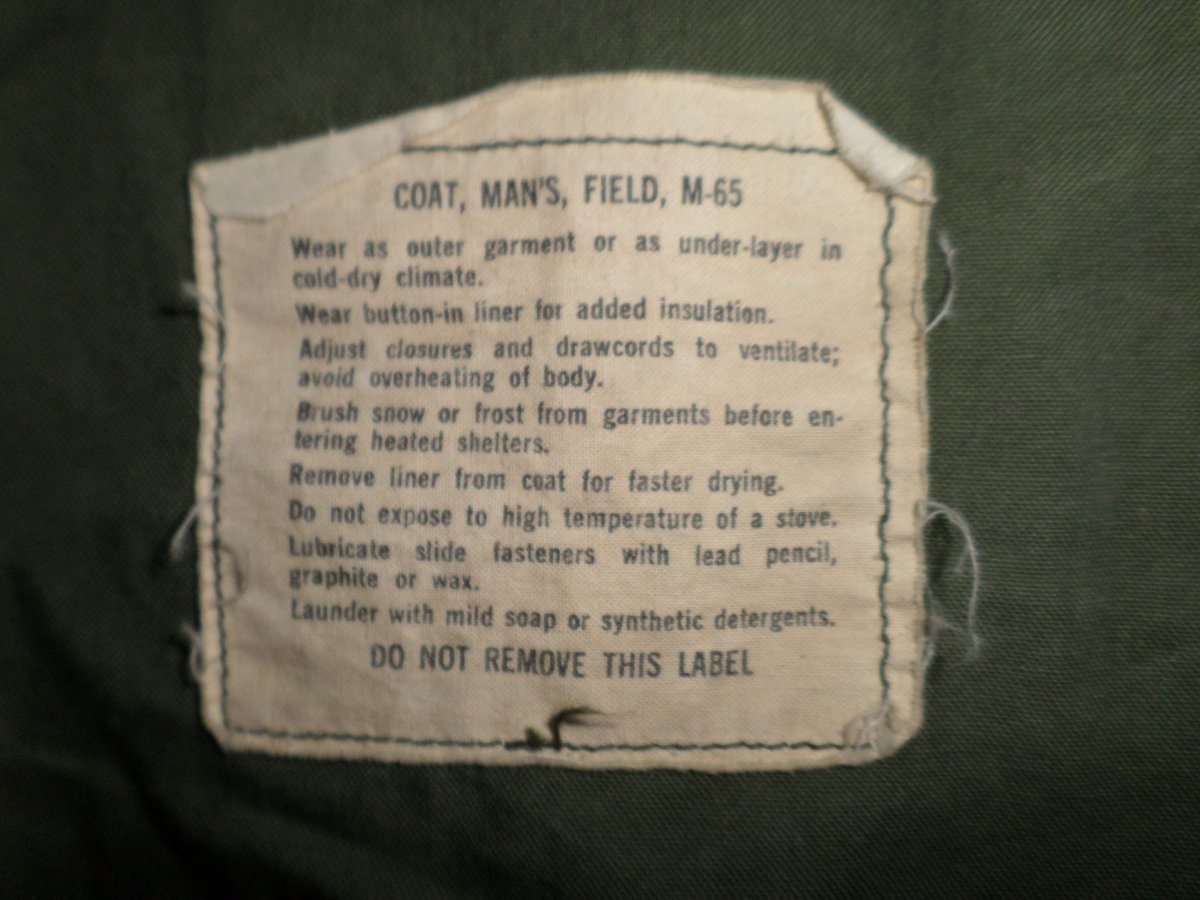 COAT, MAN'S, FIELD, M-65
Wear as outer garment or as under-layer in
cold-dry climate.
Wear button-in liner for added insulation.
Adjust closures and drawcords to ventilate;
avoid overheating of body.
Brush snow or frost from garments before en-
tering heated shelters.
Remove liner from coat for faster drying.
Do not expose to high temperature of a stove.
Lubricate slide fasteners with lead pencil,
graphite or wax.
Launder with mild soap or synthetic detergents.
DO NOT REMOVE THIS LABEL